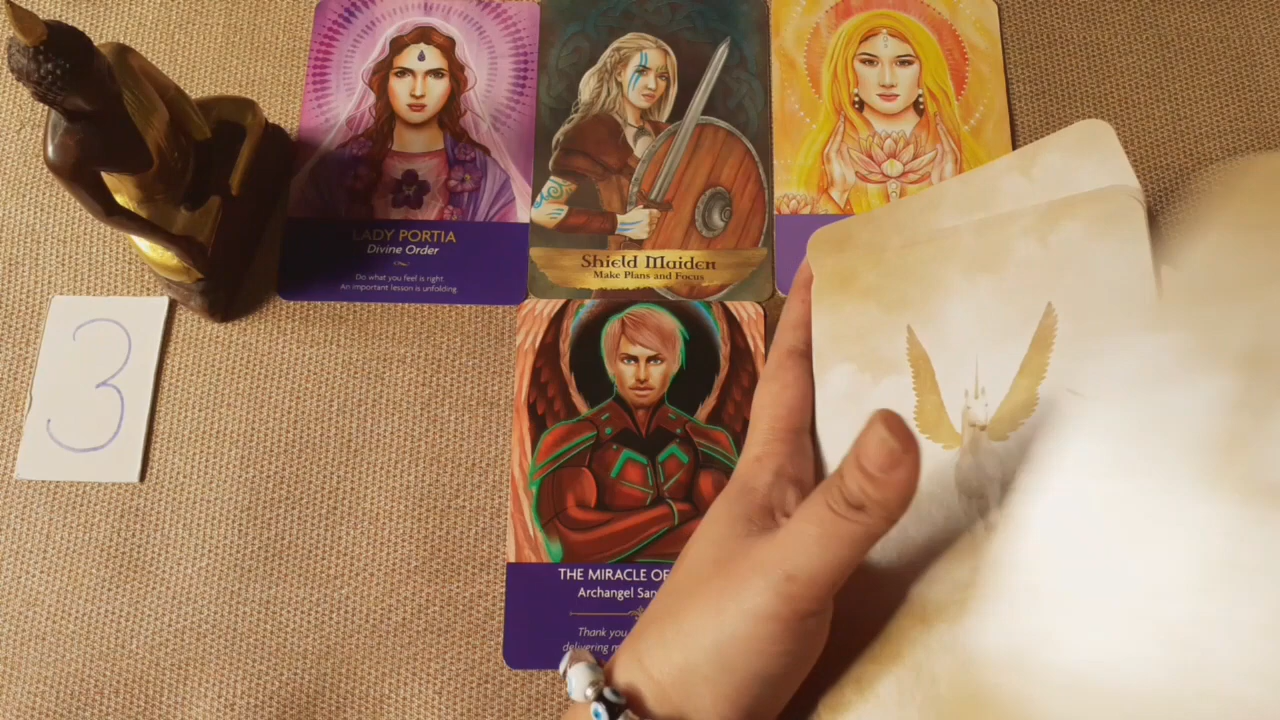 LADY PORTIA
Divine Order
Do what you feel is right.
An important lesson is unfolding.
Shield Maiden
Make Plans and Focus
3
THE MIRACLE OF
Archangel
Thank you
delivering